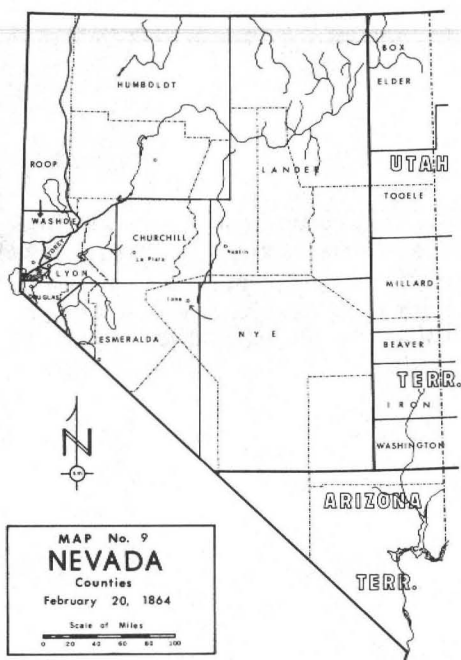 BOX
ELDER
HUMBOLDT
ROOP
LANDER
UTAH
TOOELE
WASHOE
STOREY
CHURCHILL
La Plata
Austin
LYON
DOUGLAS
MILLARD
Ione
NYE
ESMERALDA
BEAVER
TERR.
IRON
WASHINGTON
N
ARIZONA
TERR.
MAP No. 9
NEVADA
Counties
February 20, 1864
Scale of Miles
0 20 40 60 80 100